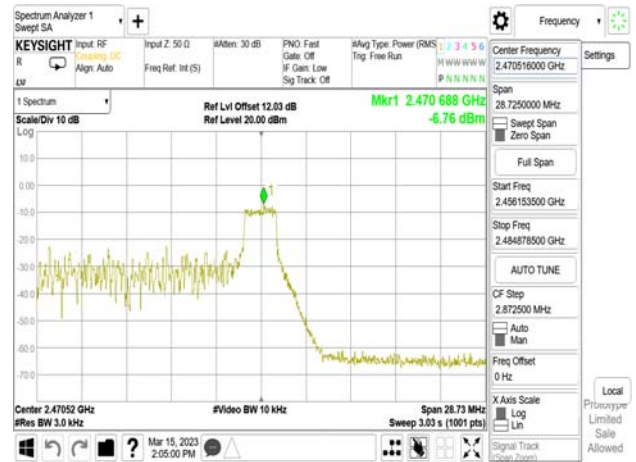 Spectrum Analyzer 1
Swept SA
Frequency
KEYSIGHT
Input: RF
Coupling: DC
Align: Auto
Input Z: 50 Ω
Freq Ref: Int (S)
#Atten: 30 dB
PNO: Fast
Gate: Off
IF Gain: Low
Sig Track: Off
#Avg Type: Power (RMS
Trig: Free Run
1 2 3 4 5 6
M W W W W W
P N N N N N
R
1 Spectrum
Scale/Div 10 dB
Log
Ref Lvl Offset 12.03 dB
Ref Level 20.00 dBm
Mkr1 2.470 688 GHz
-6.76 dBm
1
10.0
0.00
-10.0
-20.0
-30.0
-40.0
-50.0
-60.0
-70.0
Center 2.47052 GHz
#Res BW 3.0 kHz
#Video BW 10 kHz
Span 28.73 MHz
Sweep 3.03 s (1001 pts)
Mar 15, 2023
2:05:00 PM
Center Frequency
2.470516000 GHz
Settings
Span
28.7250000 MHz
Swept Span
Zero Span
Full Span
Start Freq
2.456153500 GHz
Stop Freq
2.484878500 GHz
AUTO TUNE
CF Step
2.872500 MHz
Auto
Man
Freq Offset
0 Hz
X Axis Scale
Log
Lin
Signal Track
(Span Zoom)
Local
Prototype
Limited
Sale
Allowed